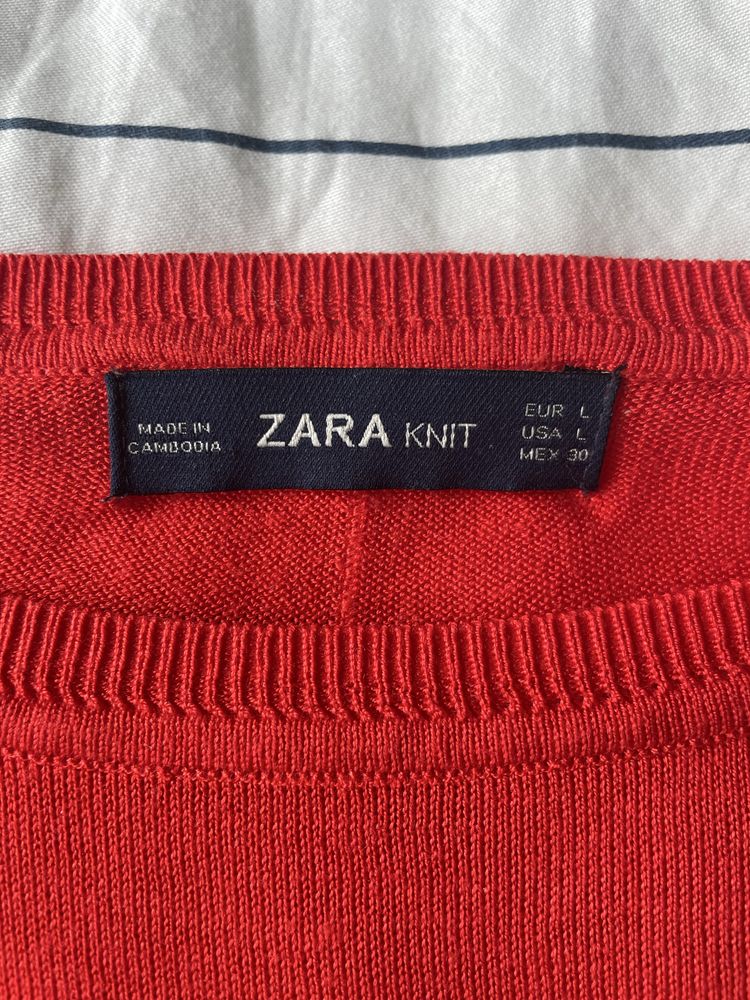 MADE IN
CAMBODIA
ZARA KNIT
EUR L
USA L
MEX 30